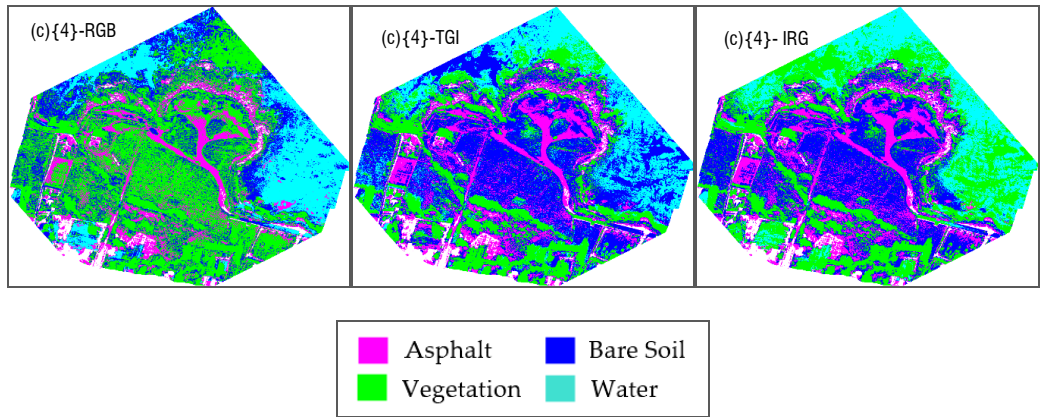 (c){4}-RGB
(c){4}-TGI
(c){4}- IRG
Asphalt
Bare Soil
Vegetation
Water